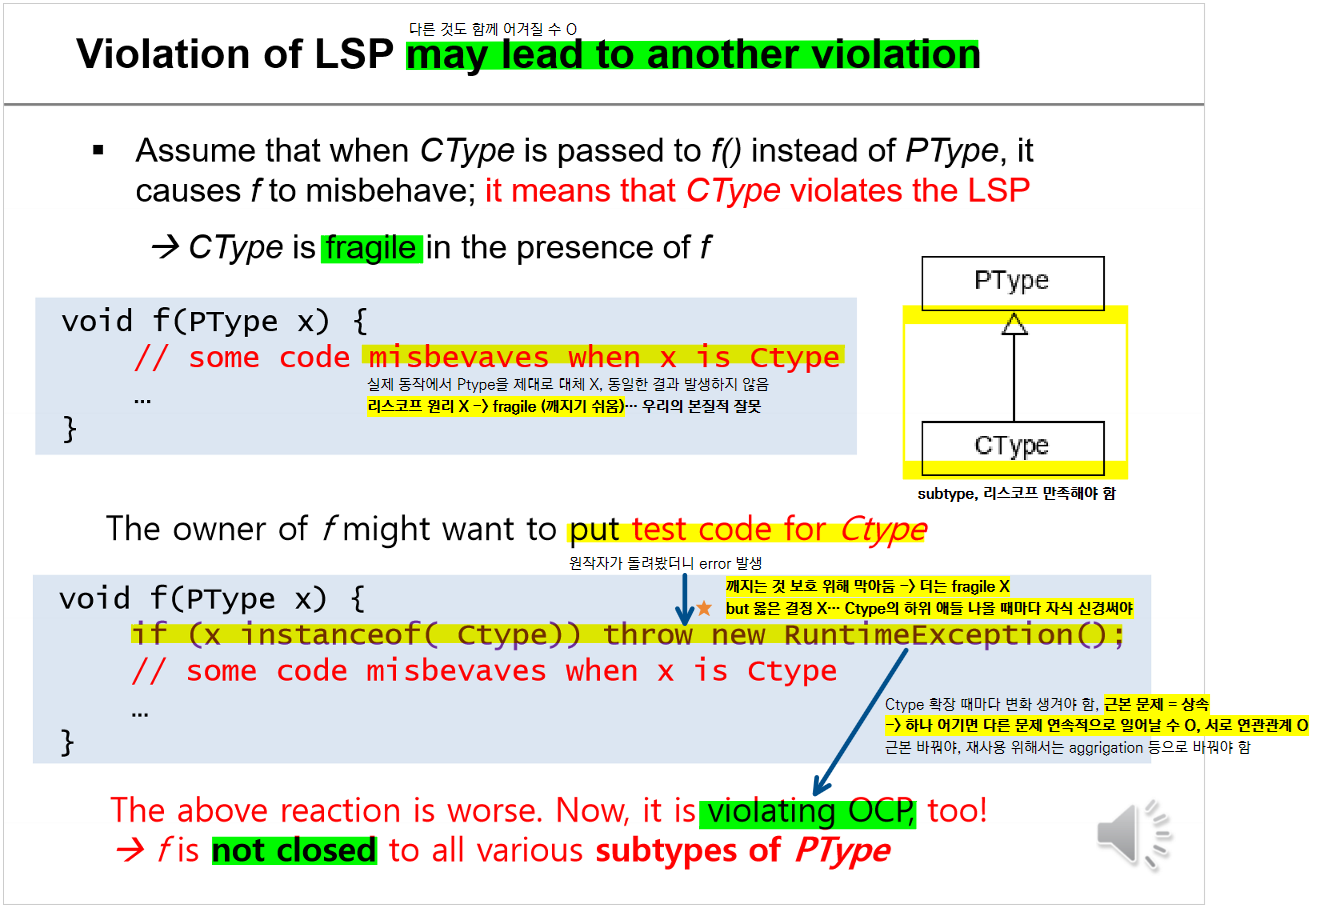 다른 것도 함께 어겨질 수 O
Violation of LSP may lead to another violation
▪ Assume that when CType is passed to f() instead of PType, it
causes f to misbehave; it means that CType violates the LSP
→ CType is fragile in the presence of f
void f(PType x) {
// some code misbevaves when x is Ctype
실제 동작에서 Ptype을 제대로 대체 X, 동일한 결과 발생하지 않음
…
리스코프 원리 X -> fragile (깨지기 쉬움)… 우리의 본질적 잘못
}
PType
CType
subtype, 리스코프 만족해야 함
The owner of f might want to put test code for Ctype
원작자가 돌려봤더니 error 발생
깨지는 것 보호 위해 막아둠 -> 더는 fragile X
but 옳은 결정 X… Ctype의 하위 애들 나올 때마다 자식 신경써야
void f(PType x) {
if (x instanceof( Ctype)) throw new RuntimeException();
// some code misbevaves when x is Ctype
…
}
Ctype 확장 때마다 변화 생겨야 함, 근본 문제 = 상속
-> 하나 어기면 다른 문제 연속적으로 일어날 수 O, 서로 연관관계 O
근본 바꿔야, 재사용 위해서는 aggrigation 등으로 바꿔야 함
The above reaction is worse. Now, it is violating OCP, too!
→ f is not closed to all various subtypes of PType